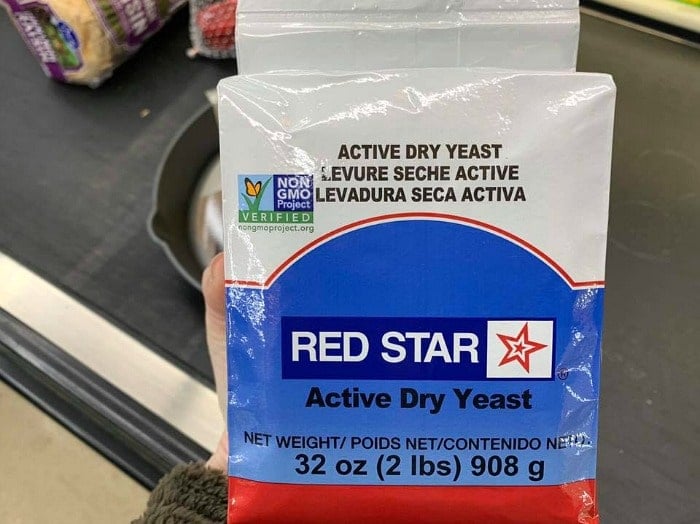 ACTIVE DRY YEAST
LEVURE SECHE ACTIVE
LEVADURA SECA ACTIVA
NON
GMO
Project
VERIFIED
nongmoproject.org
RED STAR
®
Active Dry Yeast
NET WEIGHT/ POIDS NET/CONTENIDO
32 oz (2 lbs) 908 g